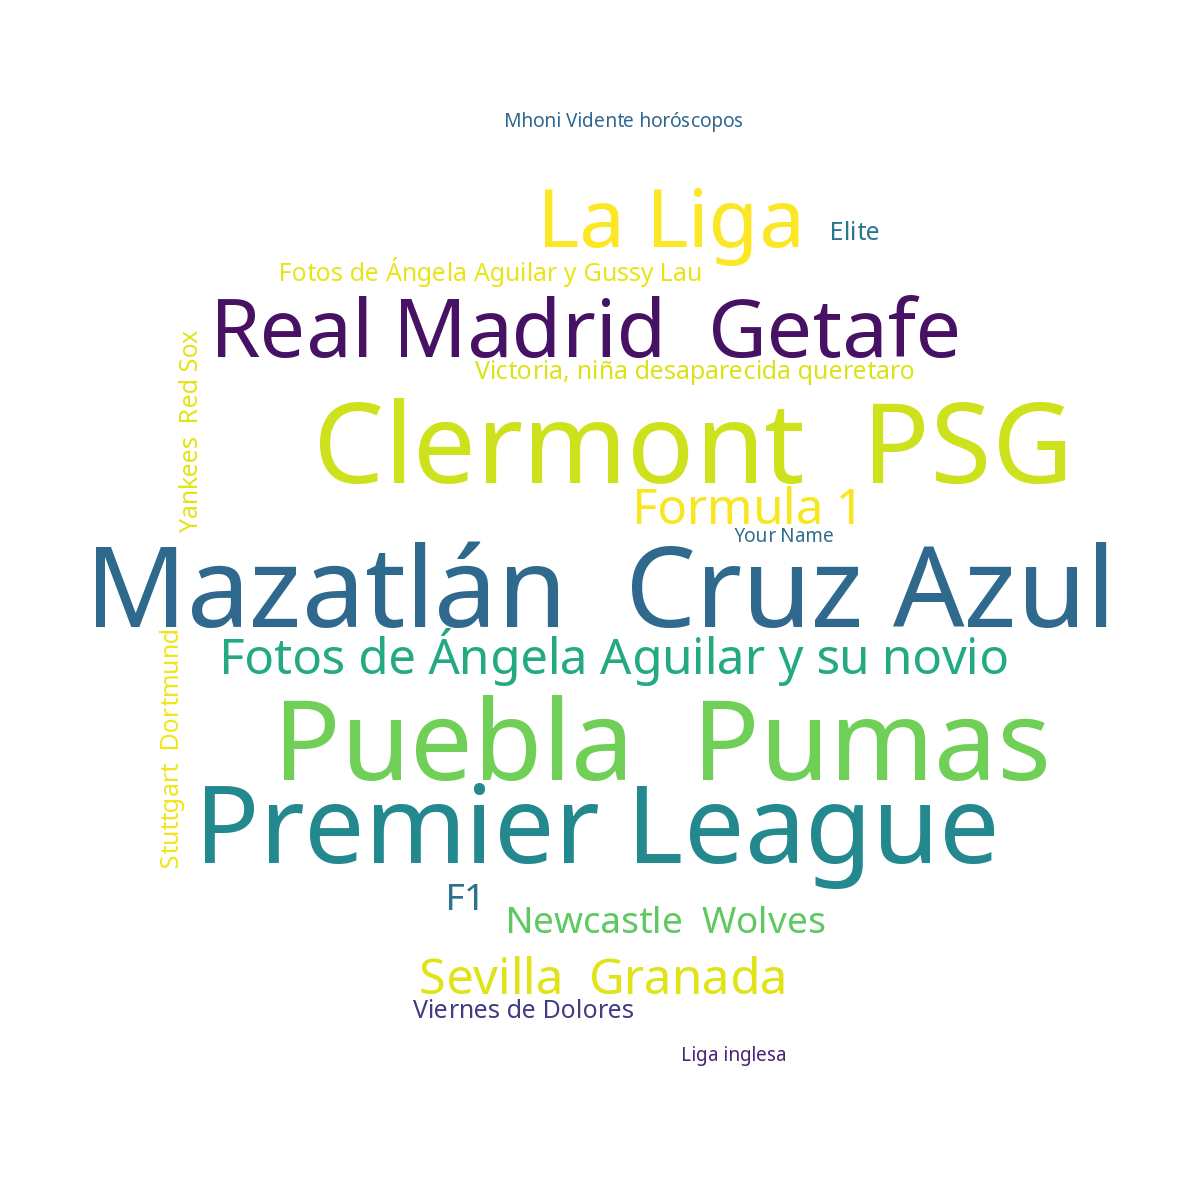 Mhoni Vidente horóscopos
La Liga
Elite
Fotos de Ángela Aguilar y Gussy Lau
Real Madrid  Getafe
Yankees  Red Sox
Victoria, niña desaparecida queretaro
Clermont  PSG
Formula 1
Your Name
Mazatlán  Cruz Azul
Fotos de Ángela Aguilar y su novio
Stuttgart  Dortmund
Puebla  Pumas
Premier League
F1
Newcastle  Wolves
Sevilla  Granada
Viernes de Dolores
Liga inglesa